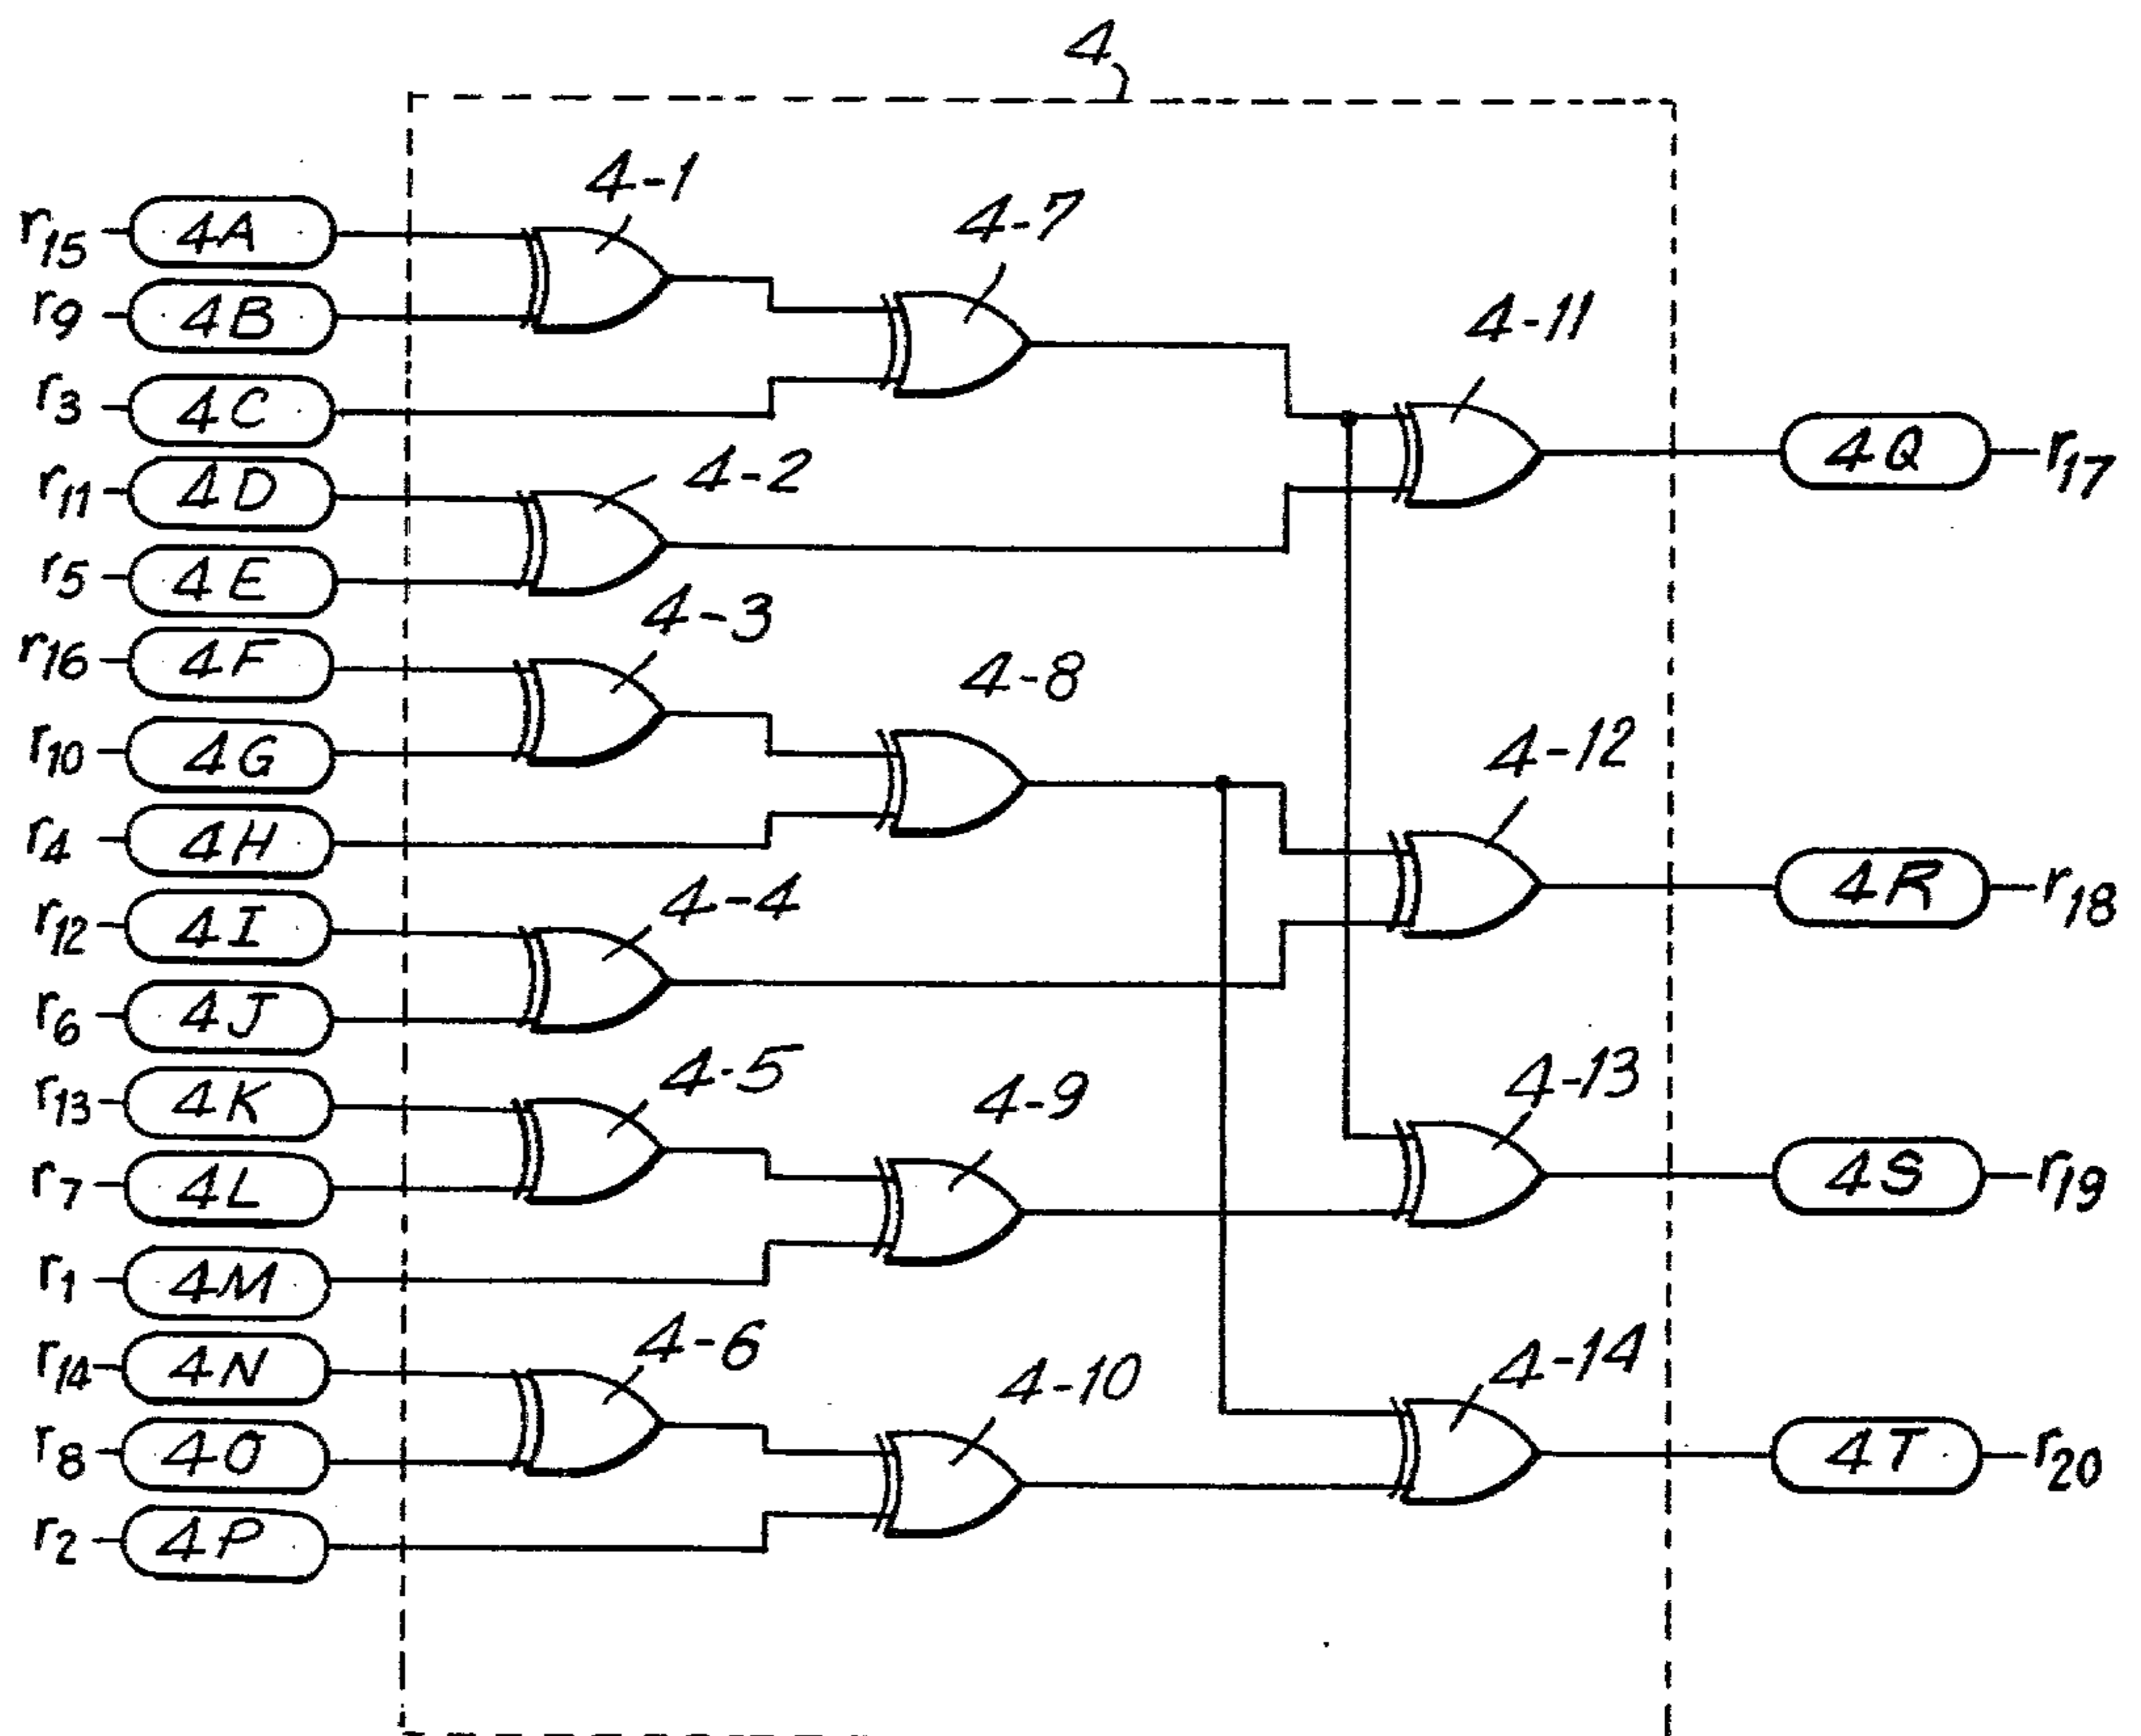 4
4-1
r15 4A
4-7
r9 4B
4-11
r3 4C
4Q r17
4-2
r11 4D
r5 4E
4-3
r16 4F
4-8
r10 4G
4-12
r4 4H
4R r18
4-4
r12 4I
r6 4J
4-5
4-9
4-13
r13 4K
r7 4L
4S r19
r1 4M
4-6
4-10
4-14
r14 4N
r8 4O
4T r20
r2 4P